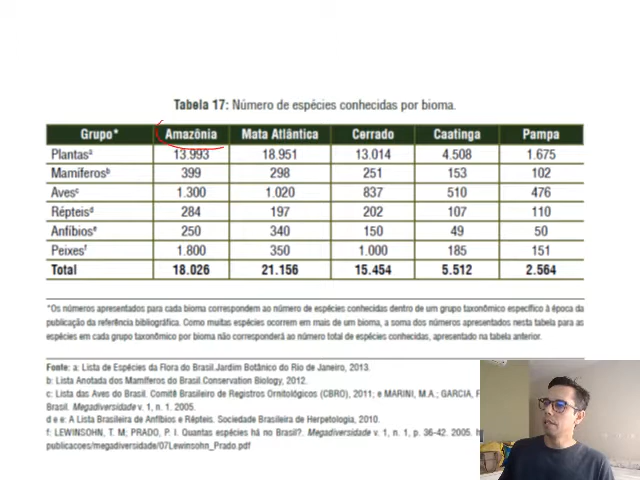 Tabela 17: Número de espécies conhecidas por bioma.
Grupo* Amazônia Mata Atlântica Cerrado Caatinga Pampa
Plantasª 13.993 18.951 13.014 4.508 1.675
Mamíferosᵇ 399 298 251 153 102
Avesᶜ 1.300 1.020 837 510 476
Répteisᵈ 284 197 202 107 110
Anfíbiosᵉ 250 340 150 49 50
Peixesᶠ 1.800 350 1.000 185 151
Total 18.026 21.156 15.454 5.512 2.564
*Os números apresentados para cada bioma correspondem ao número de espécies conhecidas dentro de um grupo taxonômico específico à época da
publicação da referência bibliográfica. Como muitas espécies ocorrem em mais de um bioma, a soma dos números apresentados nesta tabela para as
espécies em cada grupo taxonômico por bioma não corresponderá ao número total de espécies conhecidas, apresentado na tabela anterior.
Fonte: a: Lista de Espécies da Flora do Brasil.Jardim Botânico do Rio de Janeiro, 2013.
b: Lista Anotada dos Mamíferos do Brasil.Conservation Biology, 2012.
c: Lista das Aves do Brasil. Comitê Brasileiro de Registros Ornitológicos (CBRO), 2011; e MARINI, M.A.; GARCIA, F
Brasil. Megadiversidade v. 1, n. 1. 2005.
d e e: A Lista Brasileira de Anfíbios e Répteis. Sociedade Brasileira de Herpetologia, 2010.
f: LEWINSOHN, T. M; PRADO, P. I. Quantas espécies há no Brasil?. Megadiversidade v. 1, n. 1, p. 36-42. 2005.
publicacoes/megadiversidade/07Lewinsohn_Prado.pdf